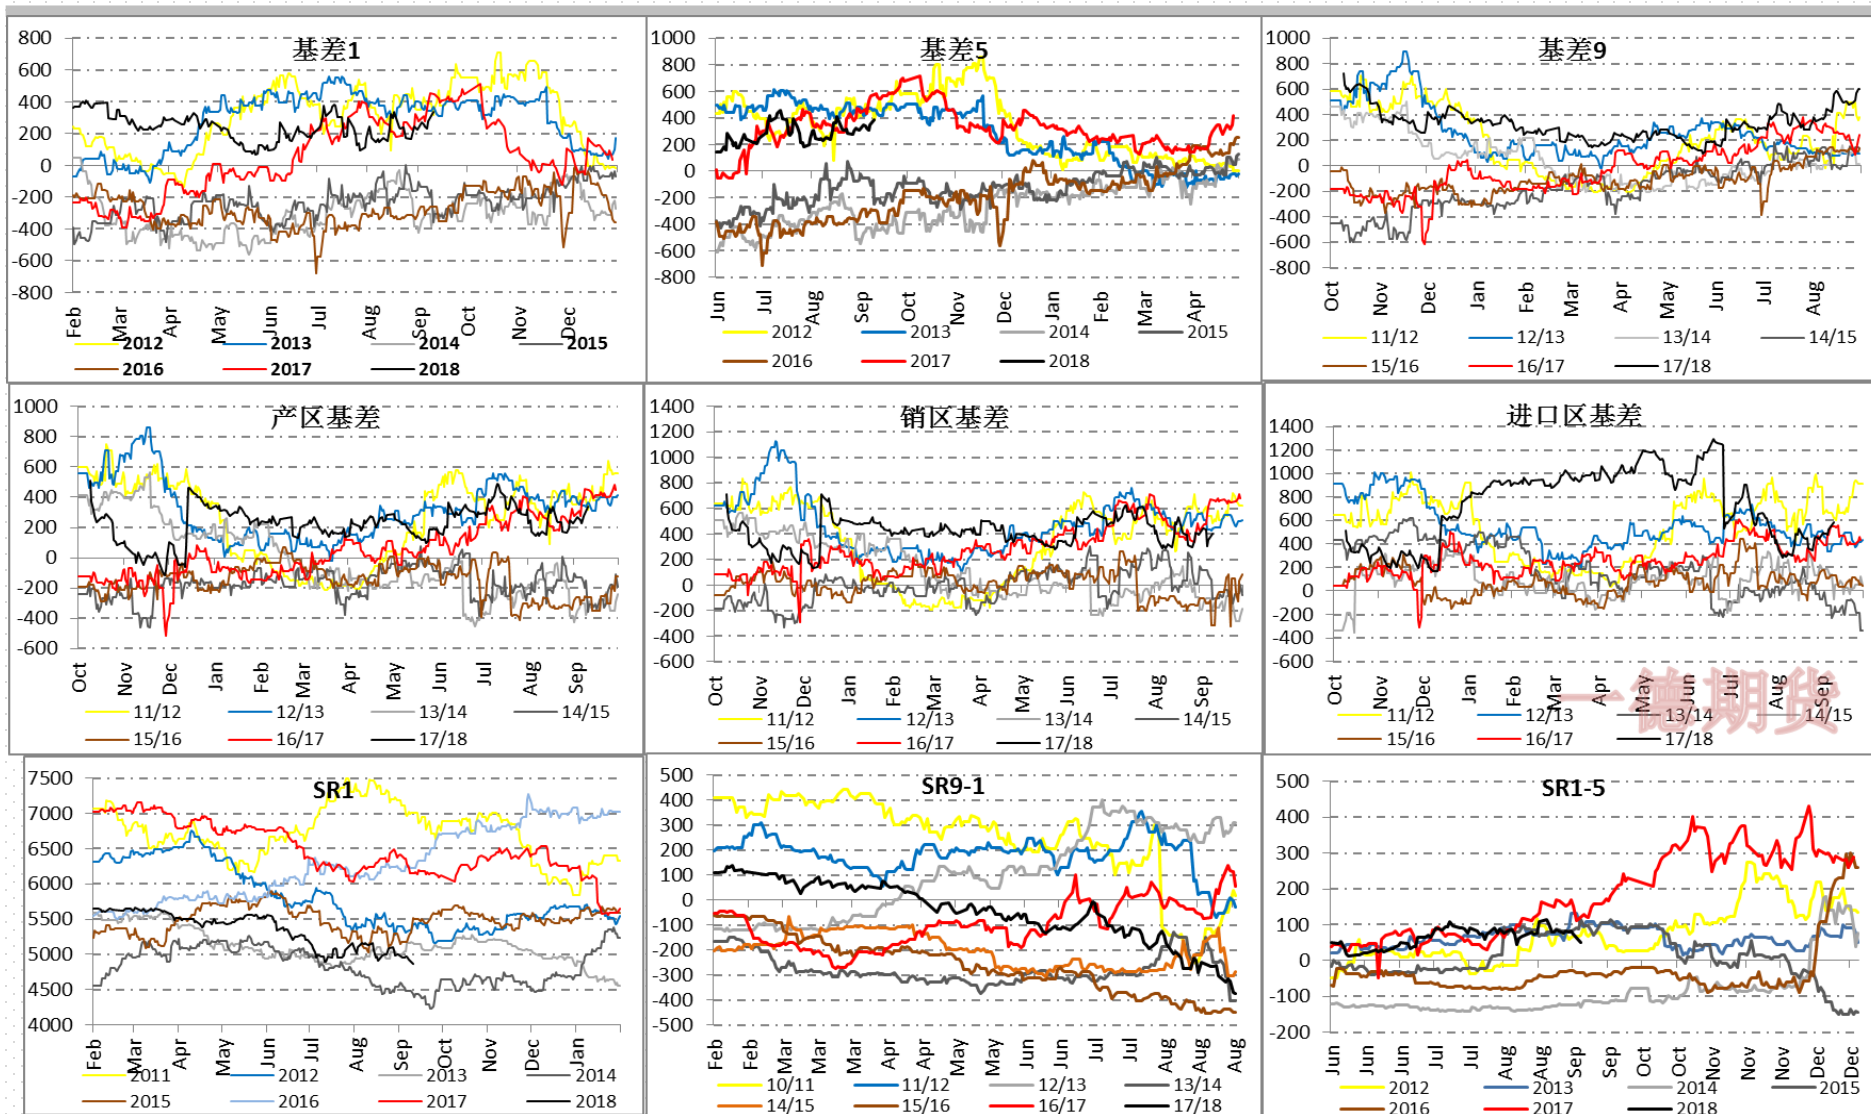 基差1
800
600
400
200
0
-200
-400
-600
-800
Feb Mar Apr May Jun Jul Aug Sep Oct Nov Dec
2012 2013 2014 2015
2016 2017 2018
基差5
1000
800
600
400
200
0
-200
-400
-600
-800
Jun Jul Aug Sep Oct Nov Dec Jan Feb Mar Apr
2012 2013 2014 2015
2016 2017 2018
基差9
1000
800
600
400
200
0
-200
-400
-600
-800
Oct Nov Dec Jan Feb Mar Apr May Jun Jul Aug
11/12 12/13 13/14 14/15
15/16 16/17 17/18
产区基差
1000
800
600
400
200
0
-200
-400
-600
Oct Nov Dec Jan Feb Mar Apr May Jun Jul Aug Sep
11/12 12/13 13/14 14/15
15/16 16/17 17/18
销区基差
1400
1200
1000
800
600
400
200
0
-200
-400
-600
Oct Nov Dec Jan Feb Mar Apr May Jun Jul Aug Sep
11/12 12/13 13/14 14/15
15/16 16/17 17/18
进口区基差
1400
1200
1000
800
600
400
200
0
-200
-400
-600
Oct Nov Dec Jan Feb Mar Apr May Jun Jul Aug Sep
11/12 12/13 13/14 14/15
15/16 16/17 17/18
一德期货
SR1
7500
7000
6500
6000
5500
5000
4500
4000
Feb Mar Apr May Jun Jul Aug Sep Oct Nov Dec Jan
2011 2012 2013 2014
2015 2016 2017 2018
SR9-1
500
400
300
200
100
0
-100
-200
-300
-400
-500
Feb Feb Mar Mar Apr Apr May May Jun Jun Jul Jul Aug Aug Aug
10/11 11/12 12/13 13/14
14/15 15/16 16/17 17/18
SR1-5
500
400
300
200
100
0
-100
-200
Jun Jun Jun Jul Jul Aug Aug Sep Sep Oct Oct Nov Nov Nov Dec Dec
2012 2013 2014 2015
2016 2017 2018